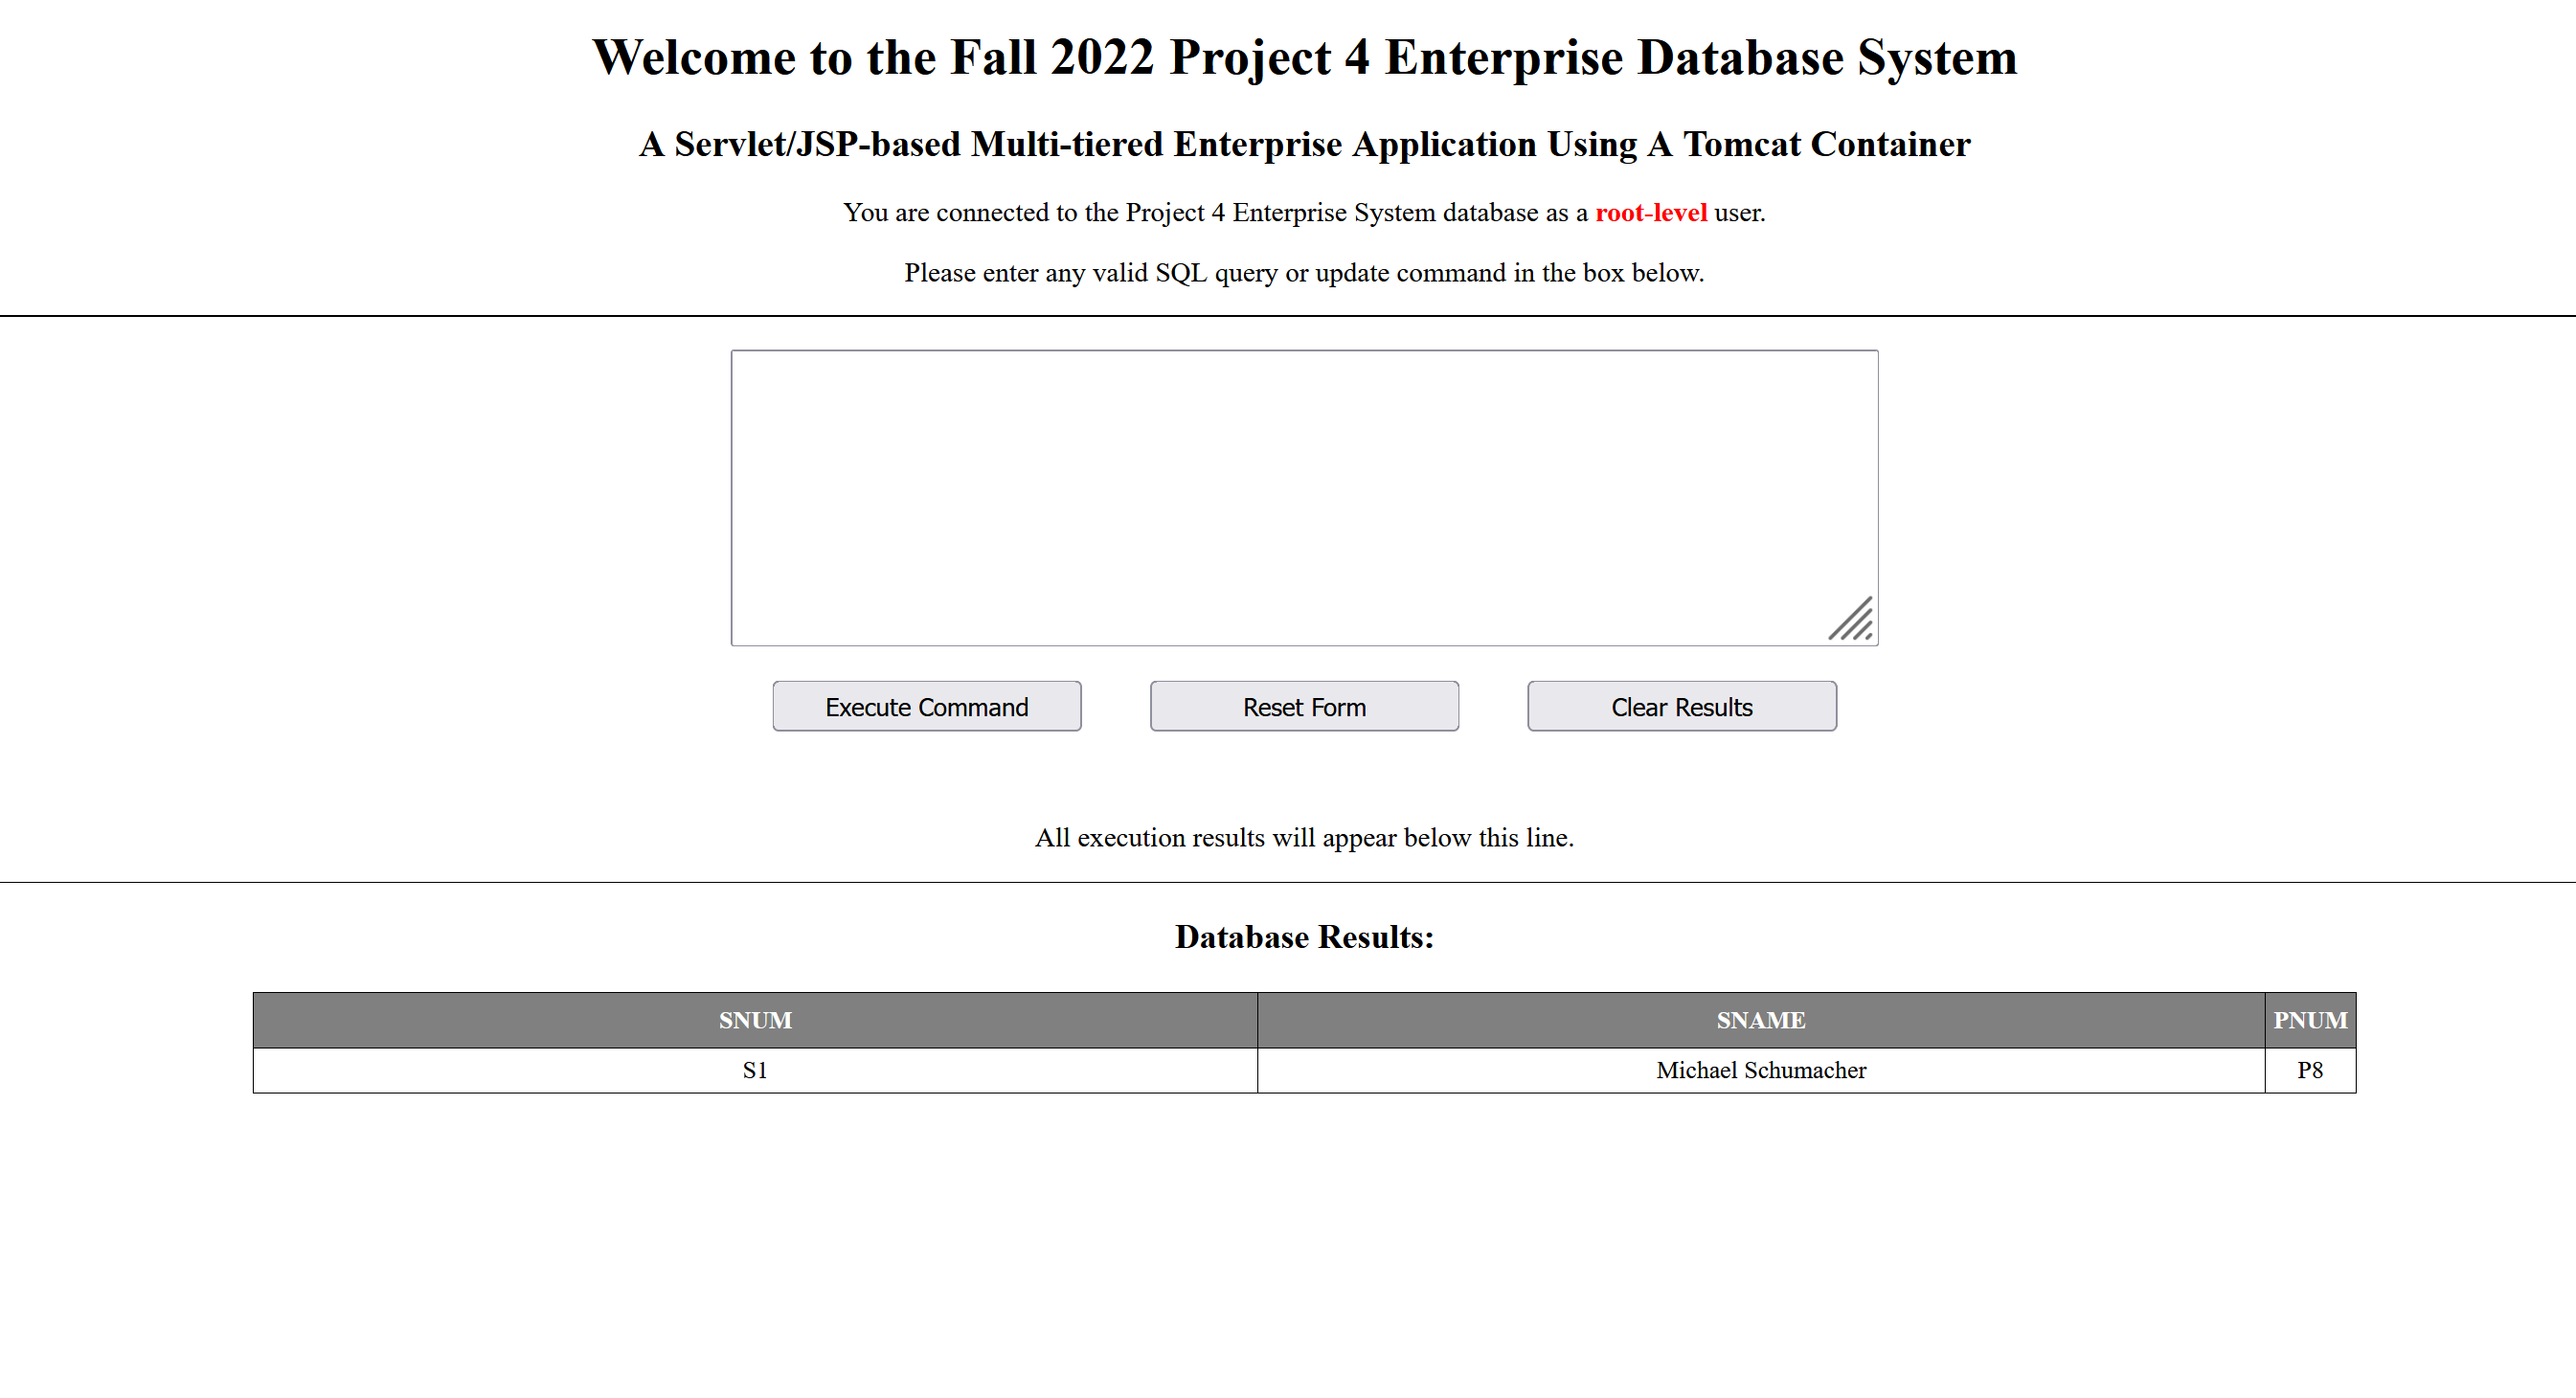 Welcome to the Fall 2022 Project 4 Enterprise Database System
A Servlet/JSP-based Multi-tiered Enterprise Application Using A Tomcat Container
You are connected to the Project 4 Enterprise System database as a root-level user.
Please enter any valid SQL query or update command in the box below.
Execute Command Reset Form Clear Results
All execution results will appear below this line.
Database Results:
SNUM SNAME PNUM
S1 Michael Schumacher P8